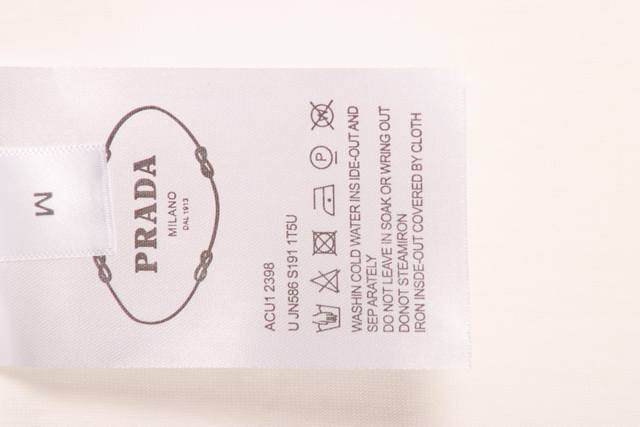 M
PRADA
MILANO
DAL 1913
ACU1 2398
U JN586 S191 1T5U
P
W
WASHIN COLD WATER INS IDE-OUT AND
SEP ARATELY
DO NOT LEAVE IN SOAK OR WRING OUT
DONOT STEAMIRON
IRON INSDE-OUT COVERED BY CLOTH